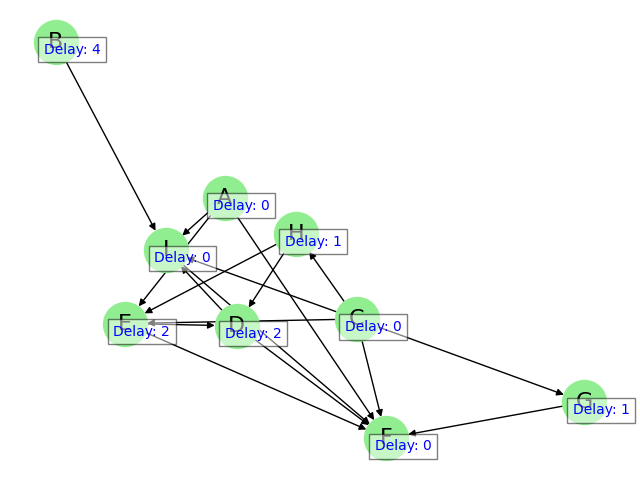 B
Delay: 4
A
Delay: 0
H
Delay: 1
I
Delay: 0
E
Delay: 2
D
Delay: 2
C
Delay: 0
G
Delay: 1
F
Delay: 0